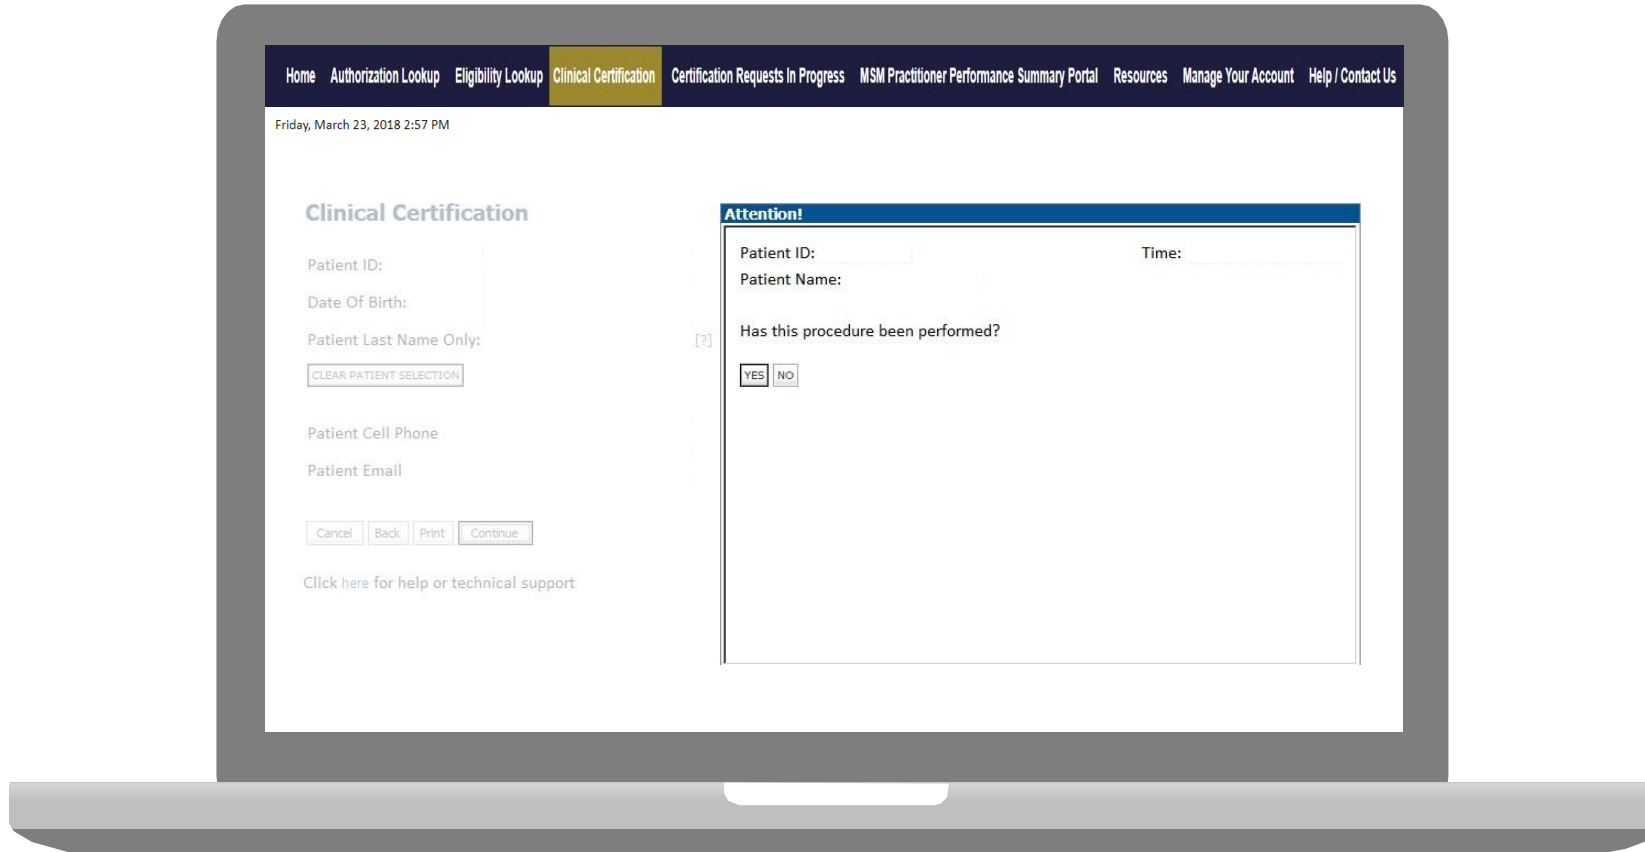 Home Authorization Lookup Eligibility Lookup Clinical Certification Certification Requests In Progress MSM Practitioner Performance Summary Portal Resources Manage Your Account Help / Contact Us
Friday, March 23, 2018 2:57 PM
Clinical Certification
Patient ID:
Date Of Birth:
Patient Last Name Only: [?]
CLEAR PATIENT SELECTION
Patient Cell Phone
Patient Email
Cancel Back Print Continue
Click here for help or technical support
Attention!
Patient ID: Time:
Patient Name:
Has this procedure been performed?
YES NO